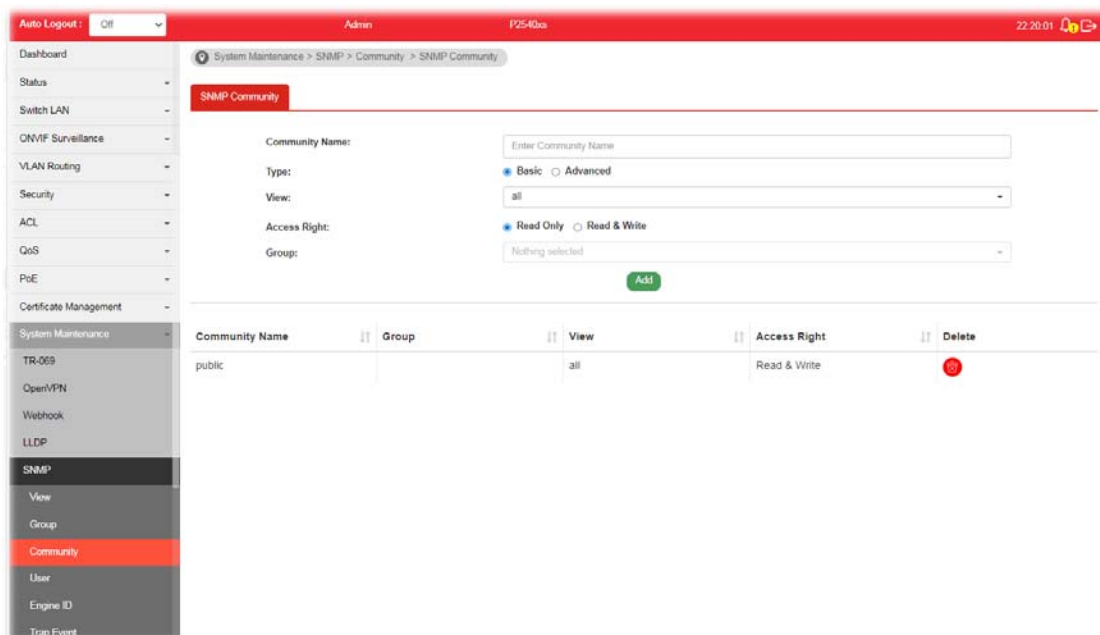 Auto Logout : Off Admin P2540xa 22:20:01
Dashboard
Status
Switch LAN
ONVIF Surveillance
VLAN Routing
Security
ACL
QoS
PoE
Certificate Management
System Maintenance
TR-069
OpenVPN
Webhook
LLDP
SNMP
View
Group
Community
User
Engine ID
Trap Event
System Maintenance > SNMP > Community > SNMP Community
SNMP Community
Community Name: Enter Community Name
Type: Basic Advanced
View: all
Access Right: Read Only Read & Write
Group: Nothing selected
Add
Community Name Group View Access Right Delete
public all Read & Write